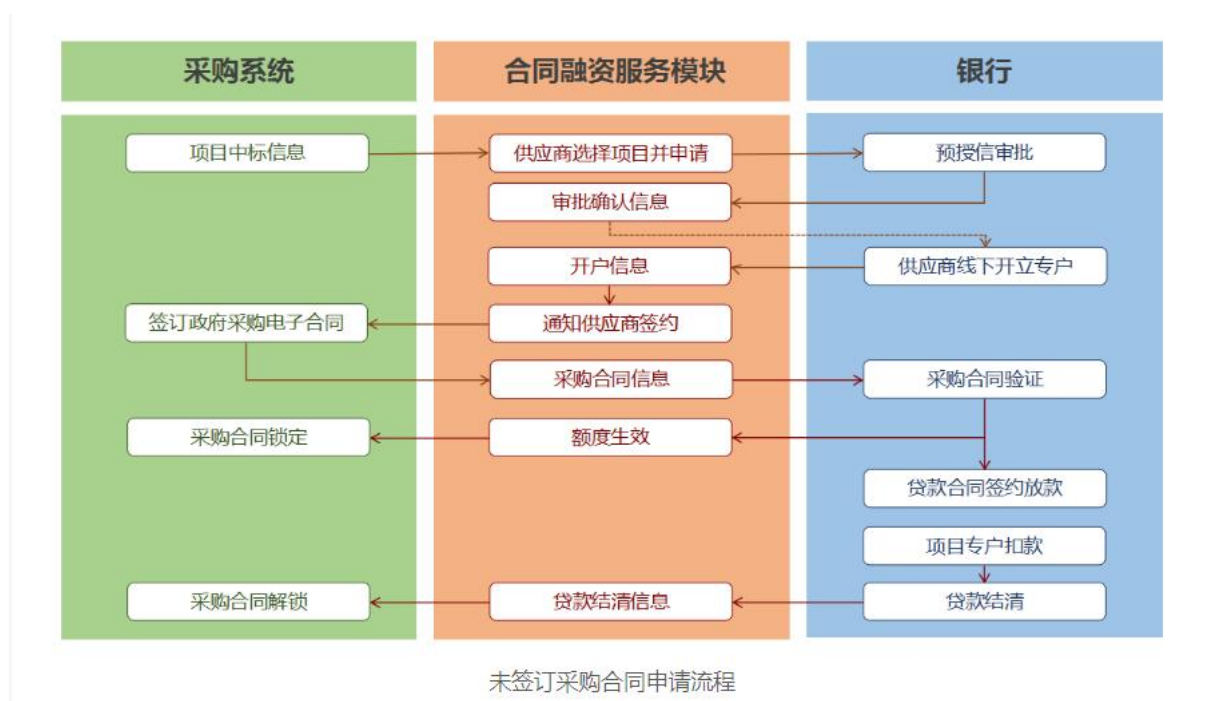 采购系统
合同融资服务模块
银行
项目中标信息
供应商选择项目并申请
预授信审批
审批确认信息
开户信息
供应商线下开立专户
签订政府采购电子合同
通知供应商签约
采购合同信息
采购合同验证
采购合同锁定
额度生效
贷款合同签约放款
项目专户扣款
采购合同解锁
贷款结清信息
贷款结清
未签订采购合同申请流程